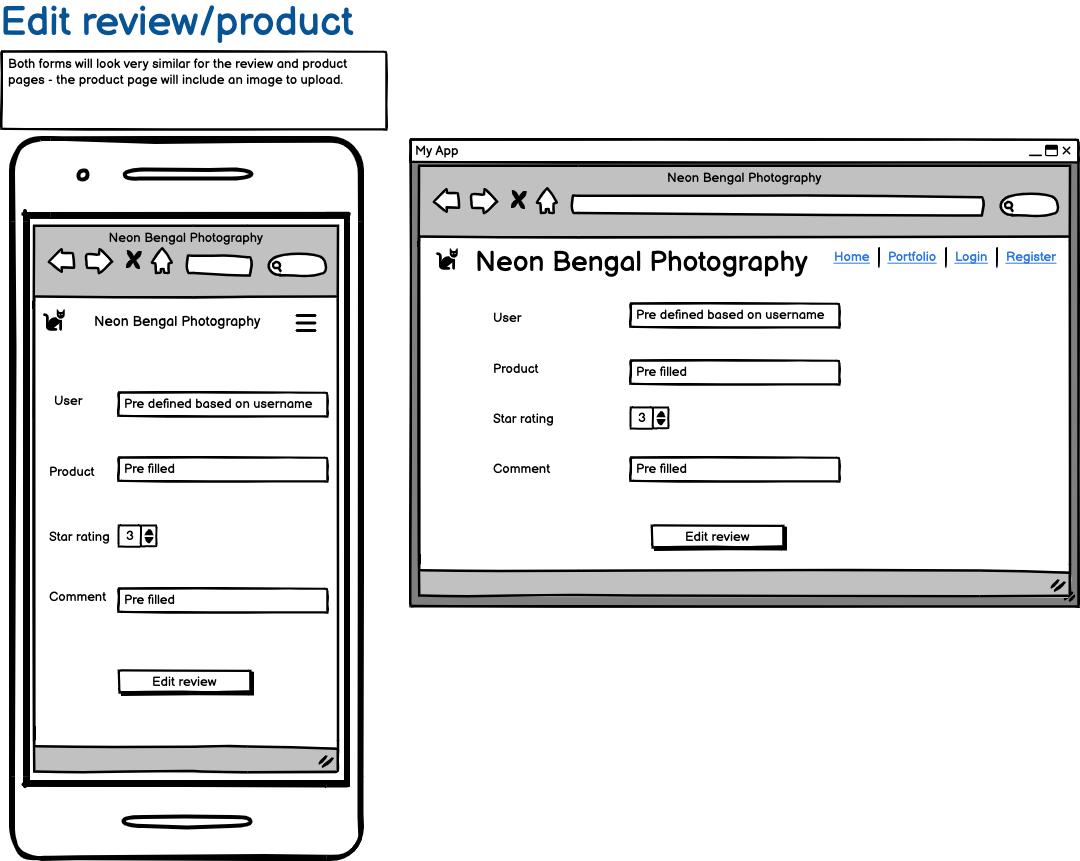 Edit review/product
Both forms will look very similar for the review and product
pages - the product page will include an image to upload.
Neon Bengal Photography
Neon Bengal Photography
User
Pre defined based on username
Product
Pre filled
Star rating
3
Comment
Pre filled
Edit review
My App
Neon Bengal Photography
Neon Bengal Photography
Home
Portfolio
Login
Register
User
Pre defined based on username
Product
Pre filled
Star rating
3
Comment
Pre filled
Edit review